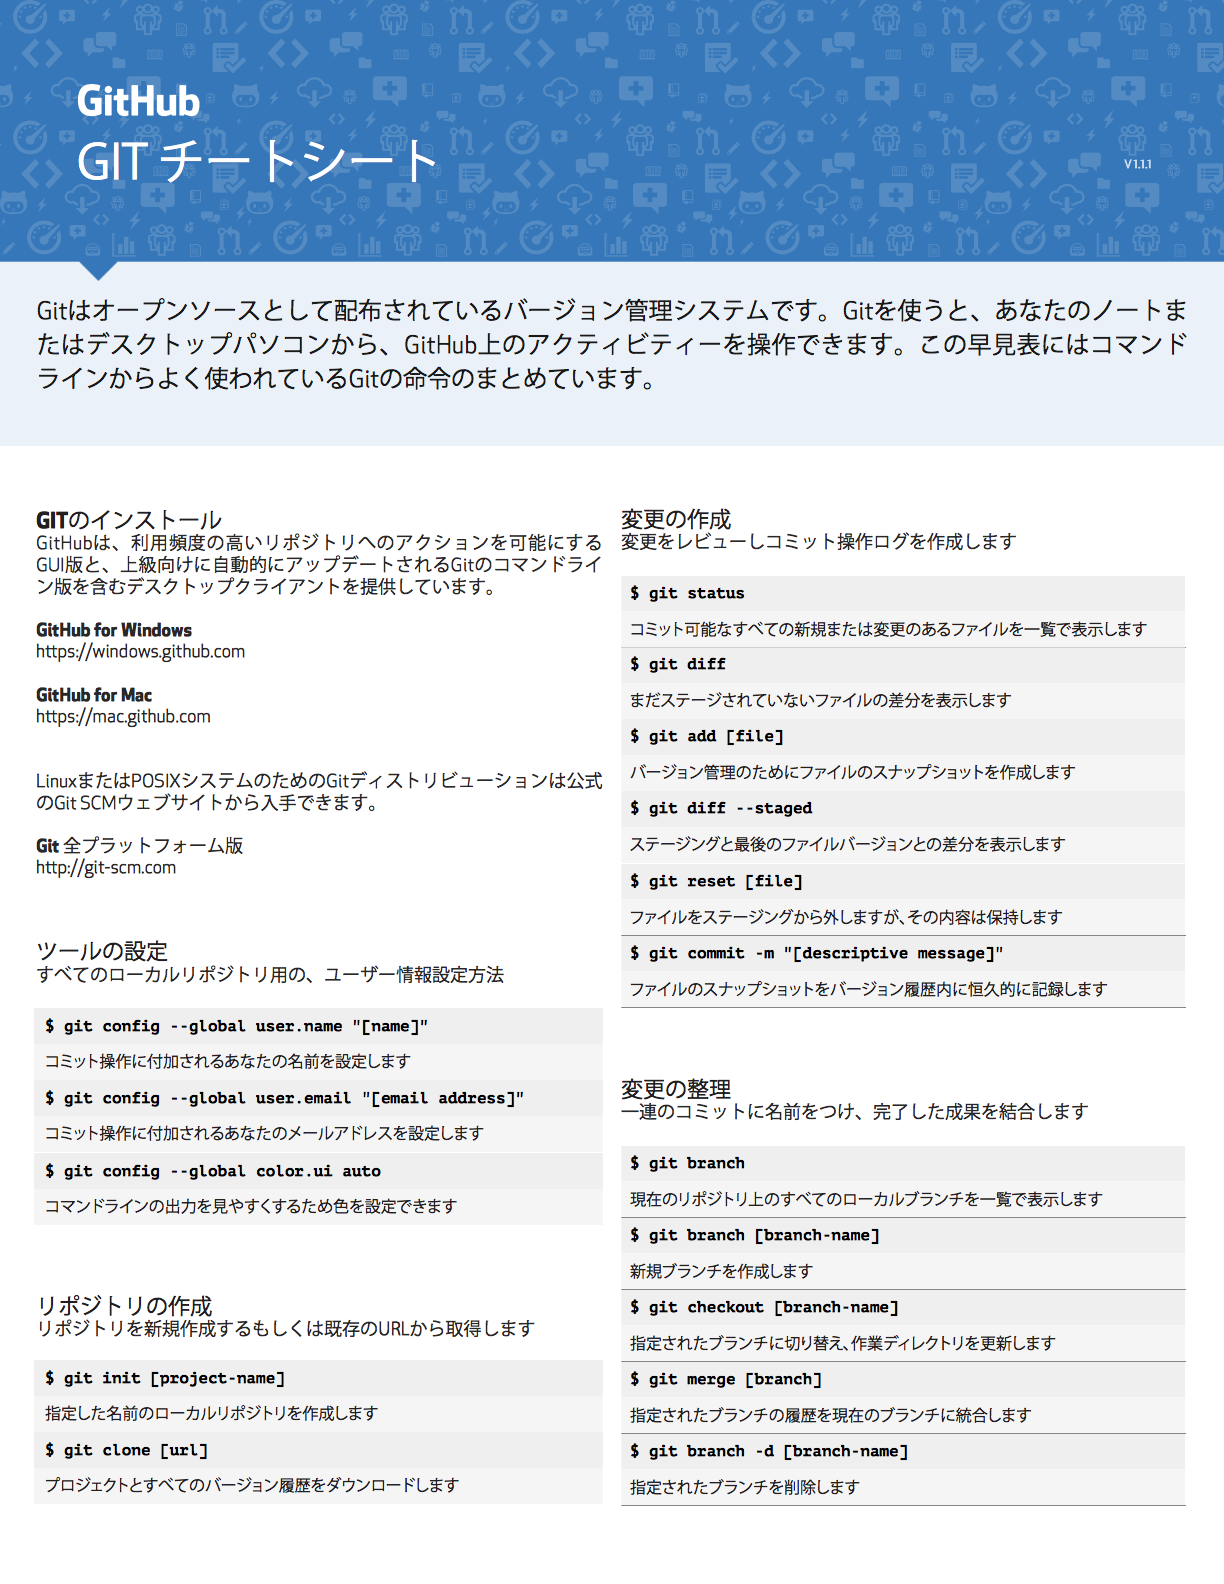 GitHub
GIT チートシート
V1.1.1
Gitはオープンソースとして配布されているバージョン管理システムです。Gitを使うと、あなたのノートま
たはデスクトップパソコンから、GitHub上のアクティビティーを操作できます。この早見表にはコマンド
ラインからよく使われているGitの命令のまとめています。
GITのインストール
GitHubは、利用頻度の高いリポジトリへのアクションを可能にする
GUI版と、上級向けに自動的にアップデートされるGitのコマンドライ
ン版を含むデスクトップクライアントを提供しています。
GitHub for Windows
https://windows.github.com
GitHub for Mac
https://mac.github.com
LinuxまたはPOSIXシステムのためのGitディストリビューションは公式
のGit SCMウェブサイトから入手できます。
Git 全プラットフォーム版
http://git-scm.com
ツールの設定
すべてのローカルリポジトリ用の、ユーザー情報設定方法
$ git config --global user.name "[name]"
コミット操作に付加されるあなたの名前を設定します
$ git config --global user.email "[email address]"
コミット操作に付加されるあなたのメールアドレスを設定します
$ git config --global color.ui auto
コマンドラインの出力を見やすくするため色を設定できます
リポジトリの作成
リポジトリを新規作成するもしくは既存のURLから取得します
$ git init [project-name]
指定した名前のローカルリポジトリを作成します
$ git clone [url]
プロジェクトとすべてのバージョン履歴をダウンロードします
変更の作成
変更をレビューしコミット操作ログを作成します
$ git status
コミット可能なすべての新規または変更のあるファイルを一覧で表示します
$ git diff
まだステージされていないファイルの差分を表示します
$ git add [file]
バージョン管理のためにファイルのスナップショットを作成します
$ git diff --staged
ステージングと最後のファイルバージョンとの差分を表示します
$ git reset [file]
ファイルをステージングから外しますが、その内容は保持します
$ git commit -m "[descriptive message]"
ファイルのスナップショットをバージョン履歴内に恒久的に記録します
変更の整理
一連のコミットに名前をつけ、完了した成果を結合します
$ git branch
現在のリポジトリ上のすべてのローカルブランチを一覧で表示します
$ git branch [branch-name]
新規ブランチを作成します
$ git checkout [branch-name]
指定されたブランチに切り替え、作業ディレクトリを更新します
$ git merge [branch]
指定されたブランチの履歴を現在のブランチに統合します
$ git branch -d [branch-name]
指定されたブランチを削除します